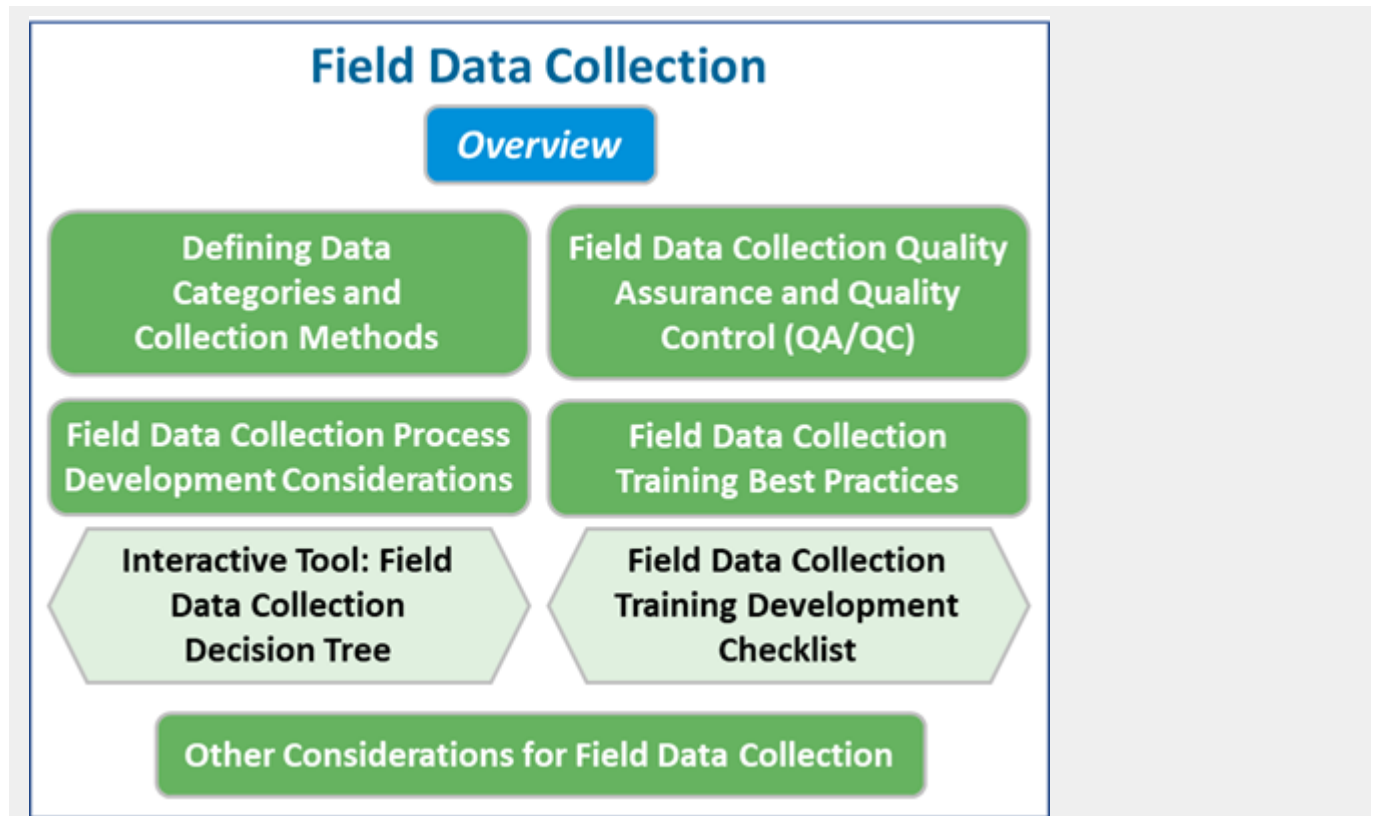 Field Data Collection
Overview
Defining Data
Categories and
Collection Methods
Field Data Collection Quality
Assurance and Quality
Control (QA/QC)
Field Data Collection Process
Development Considerations
Field Data Collection
Training Best Practices
Interactive Tool: Field
Data Collection
Decision Tree
Field Data Collection
Training Development
Checklist
Other Considerations for Field Data Collection